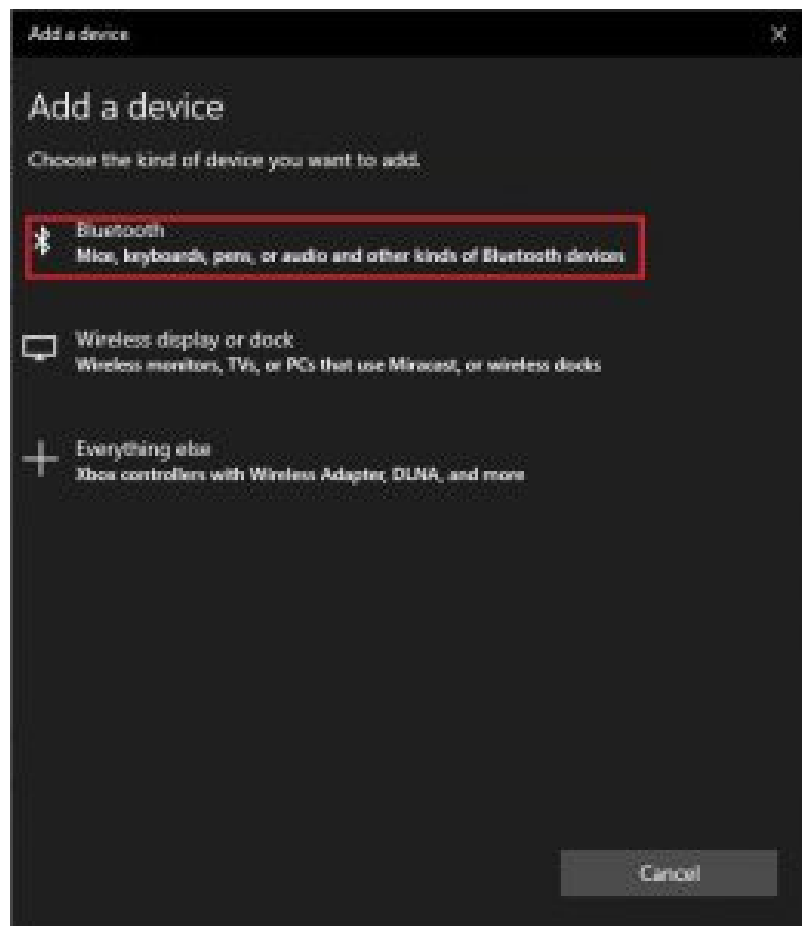 Add a device
Add a device
Choose the kind of device you want to add.
Bluetooth
Mice, keyboards, pens, or audio and other kinds of Bluetooth devices
Wireless display or dock
Wireless monitors, TVs, or PCs that use Miracast, or wireless docks
Everything else
Xbox controllers with Wireless Adapter, DLNA, and more
Cancel